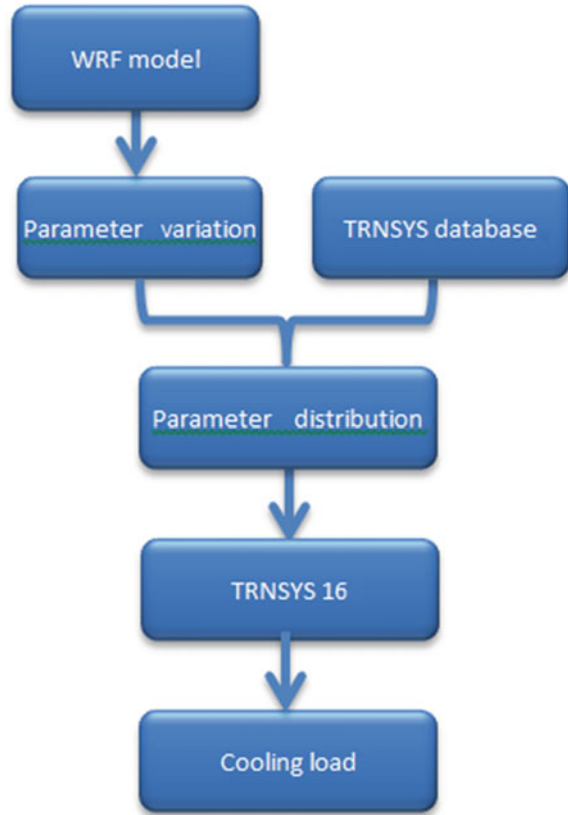 WRF model
Parameter variation
TRNSYS database
Parameter distribution
TRNSYS 16
Cooling load